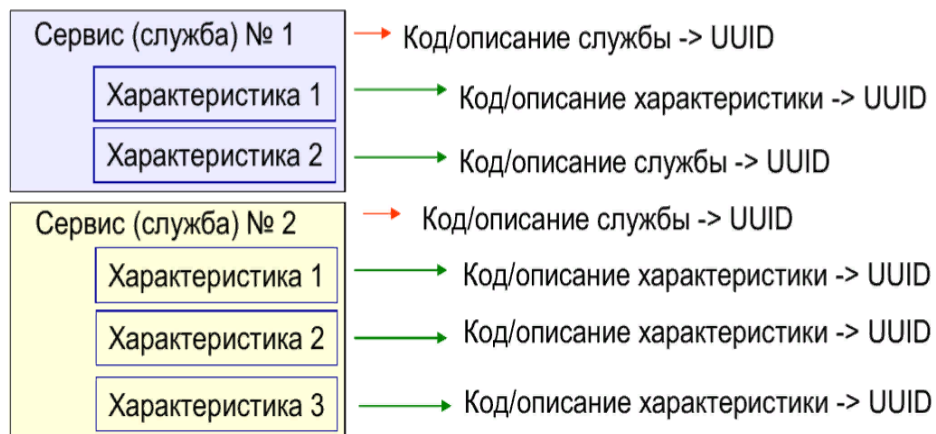 Сервис (служба) № 1 Код/описание службы -> UUID
Характеристика 1 Код/описание характеристики -> UUID
Характеристика 2 Код/описание службы -> UUID
Сервис (служба) № 2 Код/описание службы -> UUID
Характеристика 1 Код/описание характеристики -> UUID
Характеристика 2 Код/описание характеристики -> UUID
Характеристика 3 Код/описание характеристики -> UUID